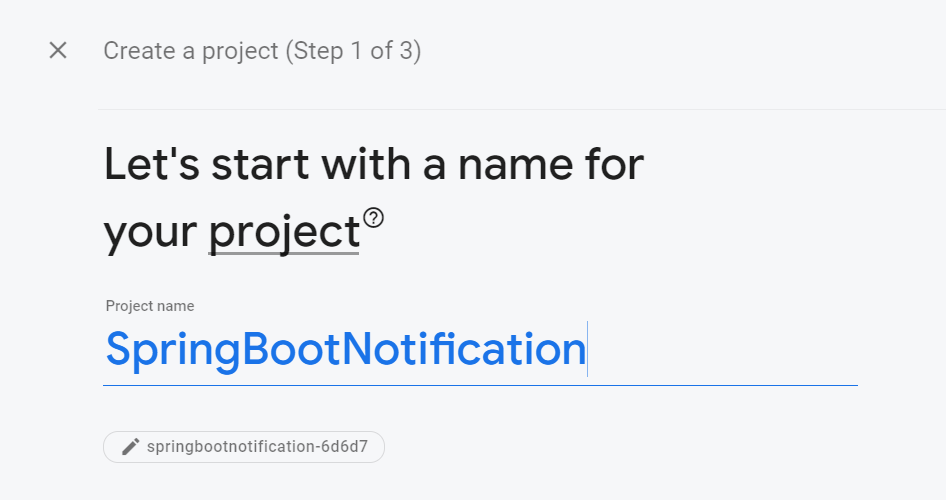 Create a project (Step 1 of 3)
Let's start with a name for
your project
Project name
SpringBootNotification
springbootnotification-6d6d7